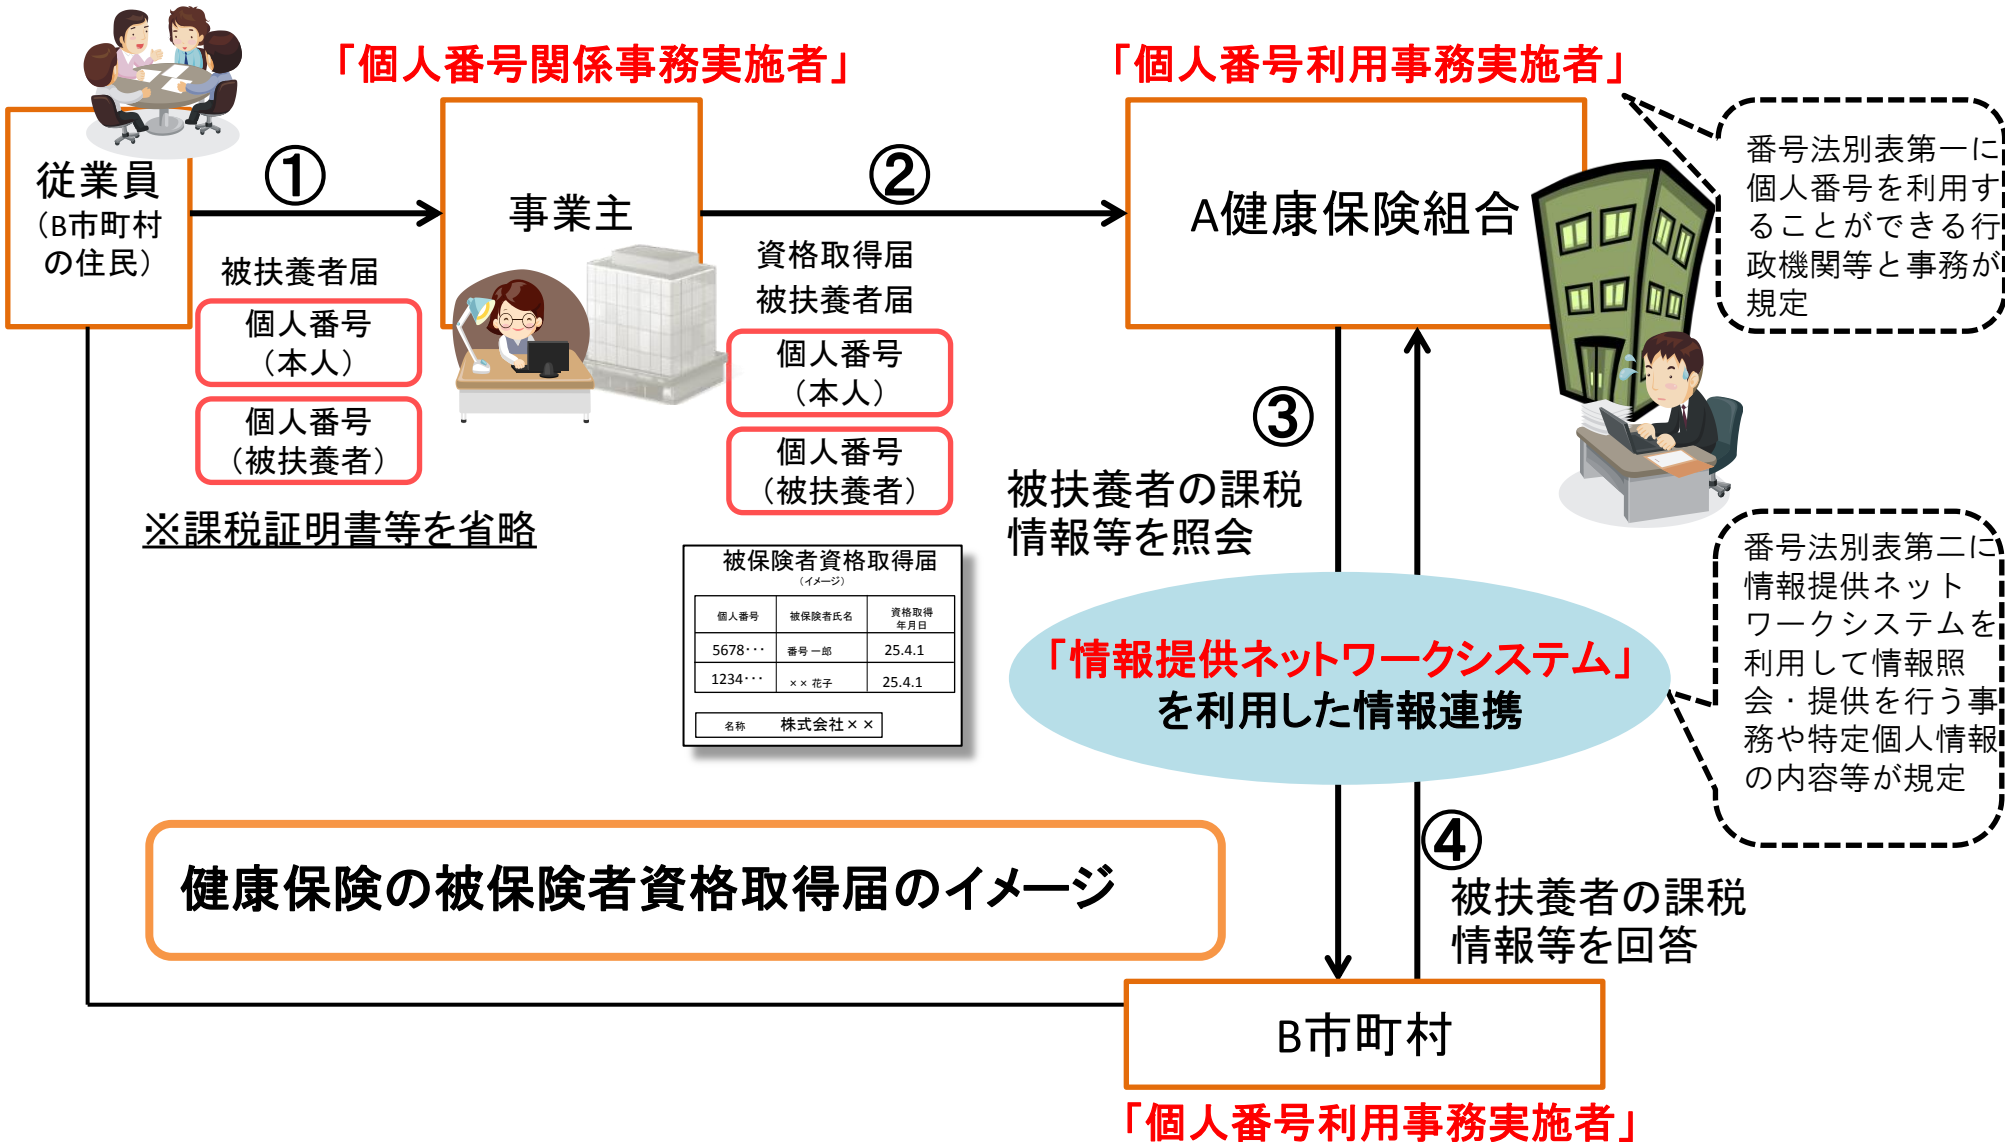 「個人番号関係事務実施者」
「個人番号利用事務実施者」
従業員
（B市町村
の住民）
①
事業主
②
A健康保険組合
番号法別表第一に
個人番号を利用す
ることができる行
政機関等と事務が
規定
被扶養者届
個人番号
（本人）
個人番号
（被扶養者）
※課税証明書等を省略
資格取得届
被扶養者届
個人番号
（本人）
個人番号
（被扶養者）
被保険者資格取得届
（イメージ）
個人番号 被保険者氏名 資格取得
年月日
5678･･･ 番号 一郎 25.4.1
1234･･･ ×× 花子 25.4.1
名称 株式会社××
③
被扶養者の課税
情報等を照会
「情報提供ネットワークシステム」
を利用した情報連携
番号法別表第二に
情報提供ネット
ワークシステムを
利用して情報照
会・提供を行う事
務や特定個人情報
の内容等が規定
④
被扶養者の課税
情報等を回答
健康保険の被保険者資格取得届のイメージ
B市町村
「個人番号利用事務実施者」